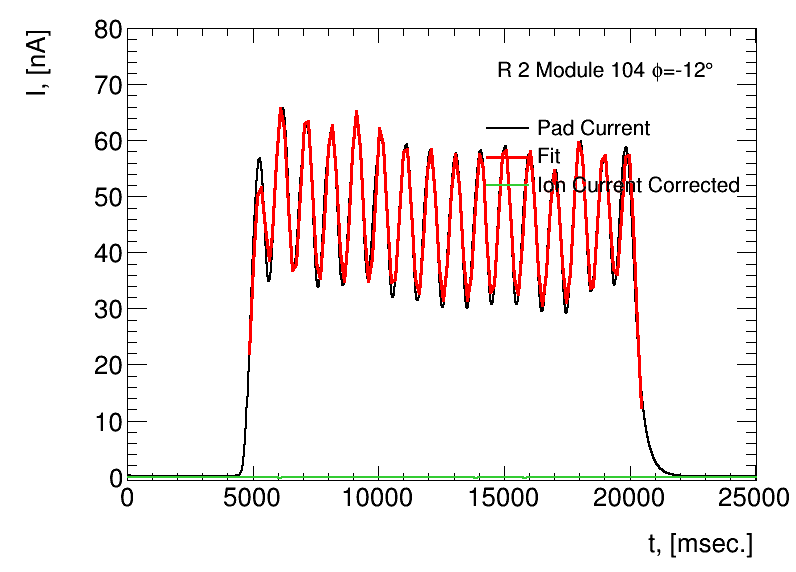 I, [nA]
80
70
60
50
40
30
20
10
0
R 2 Module 104 ϕ=-12°
Pad Current
Fit
Ion Current Corrected
0 5000 10000 15000 20000 25000
t, [msec.]